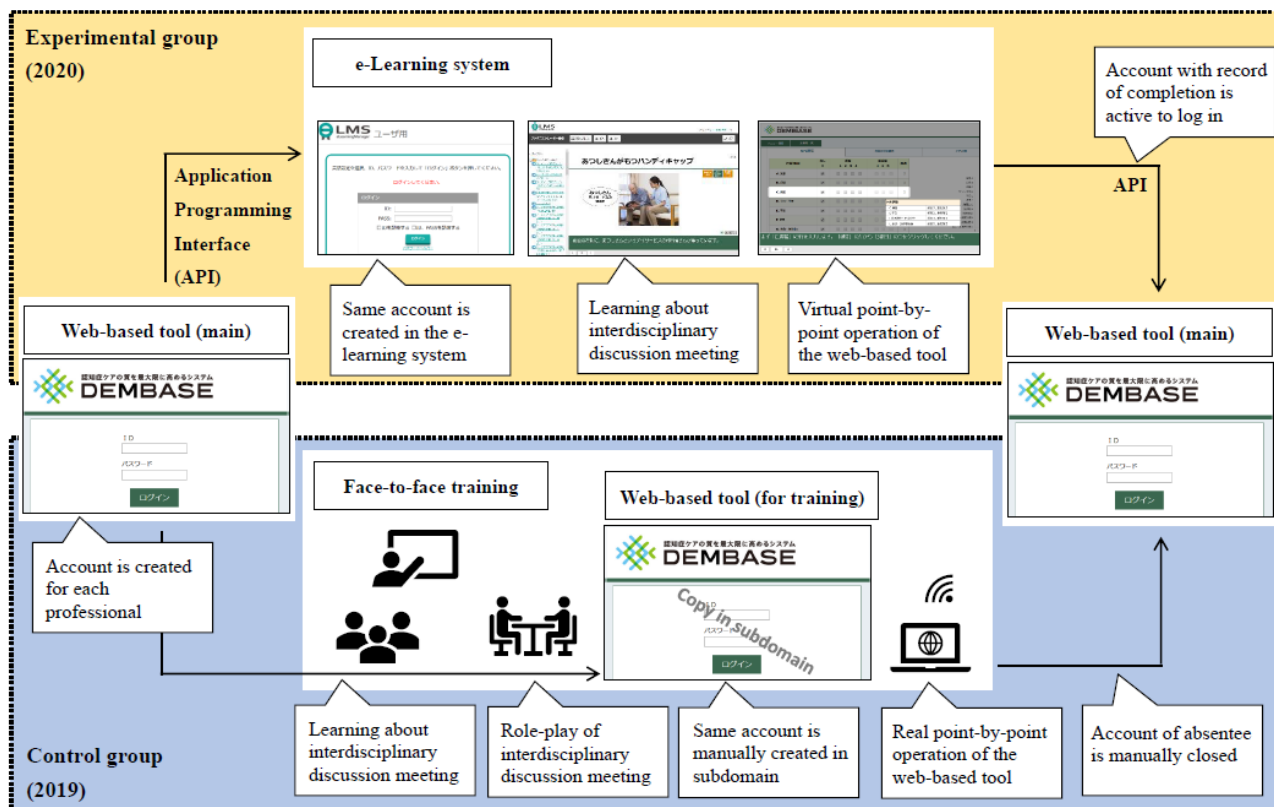 Experimental group
(2020)
e-Learning system
Account with record
of completion is
active to log in
Application
Programming
Interface
(API)
API
LMS ユーザ用
ログインしてください。
ログイン
ID:
PASS:
LMS
あつしさんがもつハンディキャップ
DEMBASE
Same account is
created in the e-
learning system
Learning about
interdisciplinary
discussion meeting
Virtual point-by-
point operation of
the web-based tool
Web-based tool (main)
認知症ケアの質を最大限に高めるシステム
DEMBASE
ID
パスワード
ログイン
Web-based tool (main)
認知症ケアの質を最大限に高めるシステム
DEMBASE
ID
パスワード
ログイン
Face-to-face training
Web-based tool (for training)
認知症ケアの質を最大限に高めるシステム
DEMBASE
ID
パスワード
ログイン
Copy in subdomain
Account is created
for each
professional
Learning about
interdisciplinary
discussion meeting
Role-play of
interdisciplinary
discussion meeting
Same account is
manually created in
subdomain
Real point-by-point
operation of the
web-based tool
Account of absentee
is manually closed
Control group
(2019)